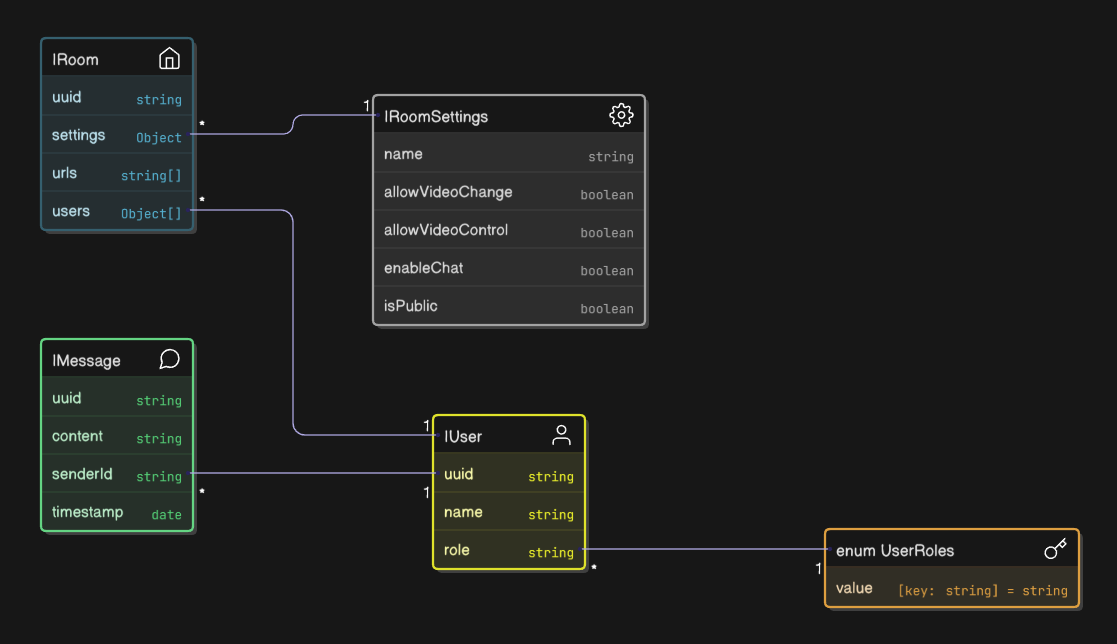 IRoom
uuid string
settings Object *
urls string[]
users Object[] *
1
IRoomSettings
name string
allowVideoChange boolean
allowVideoControl boolean
enableChat boolean
isPublic boolean
IMessage
uuid string
content string
senderId string
timestamp date
*
1
IUser
uuid string
1
name string
role string
*
enum UserRoles
1
value [key: string] = string